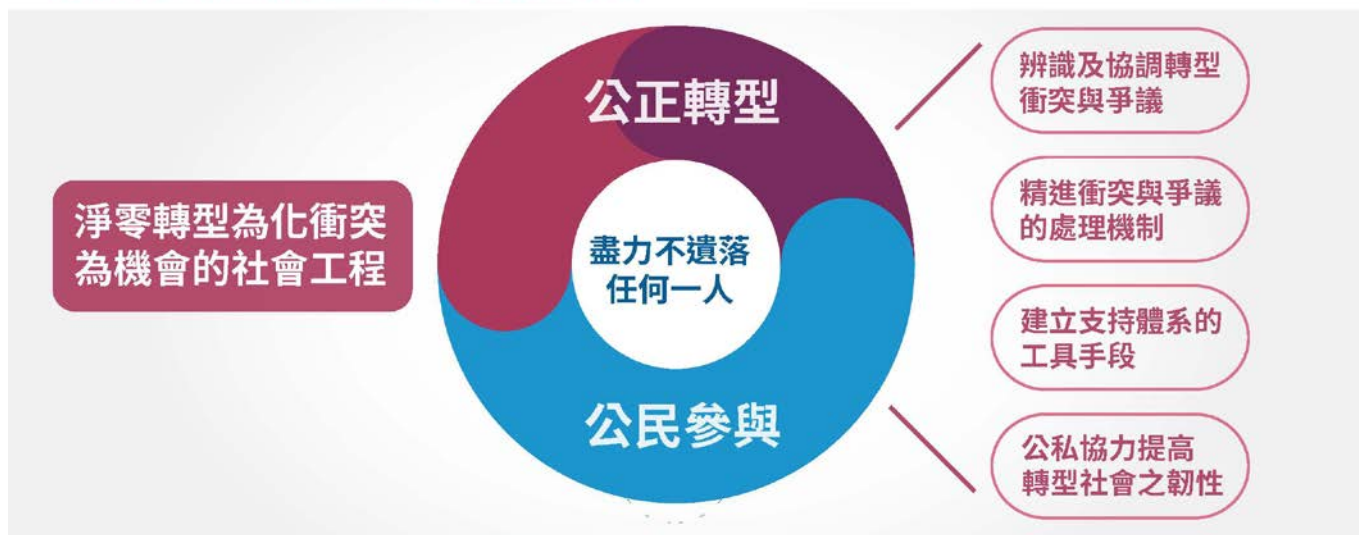 淨零轉型為化衝突
為機會的社會工程
公正轉型
盡力不遺落
任何一人
公民參與
辨識及協調轉型
衝突與爭議
精進衝突與爭議
的處理機制
建立支持體系的
工具手段
公私協力提高
轉型社會之韌性